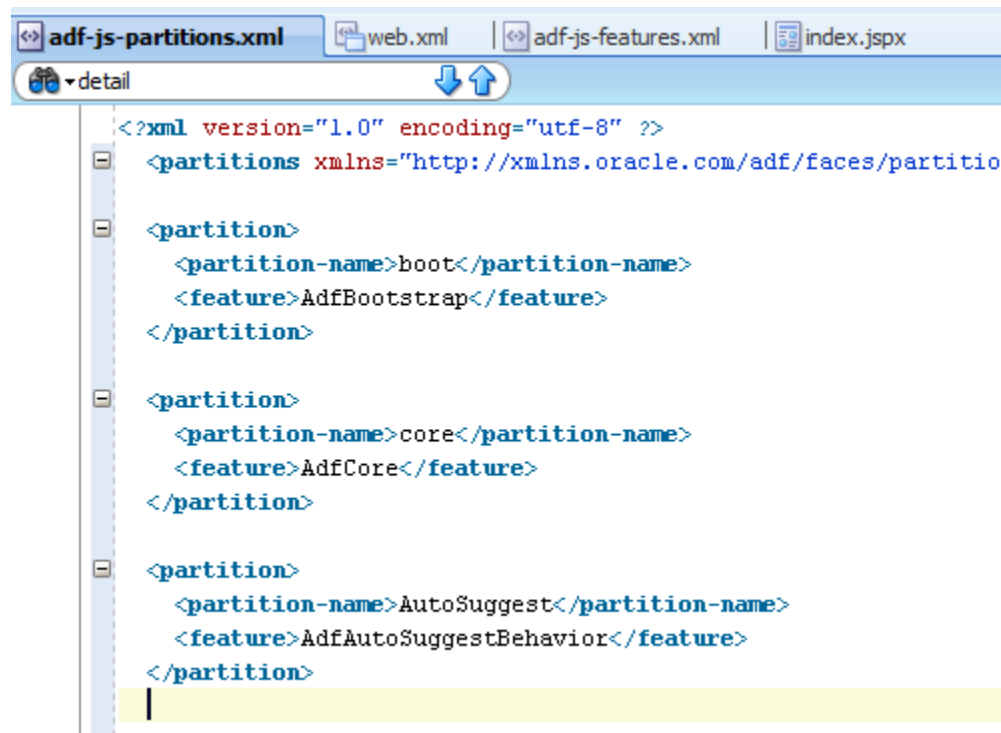 adf-js-partitions.xml web.xml adf-js-features.xml index.jspx
detail
<?xml version="1.0" encoding="utf-8" ?>
<partitions xmlns="http://xmlns.oracle.com/adf/faces/partitio
<partition>
<partition-name>boot</partition-name>
<feature>AdfBootstrap</feature>
</partition>
<partition>
<partition-name>core</partition-name>
<feature>AdfCore</feature>
</partition>
<partition>
<partition-name>AutoSuggest</partition-name>
<feature>AdfAutoSuggestBehavior</feature>
</partition>